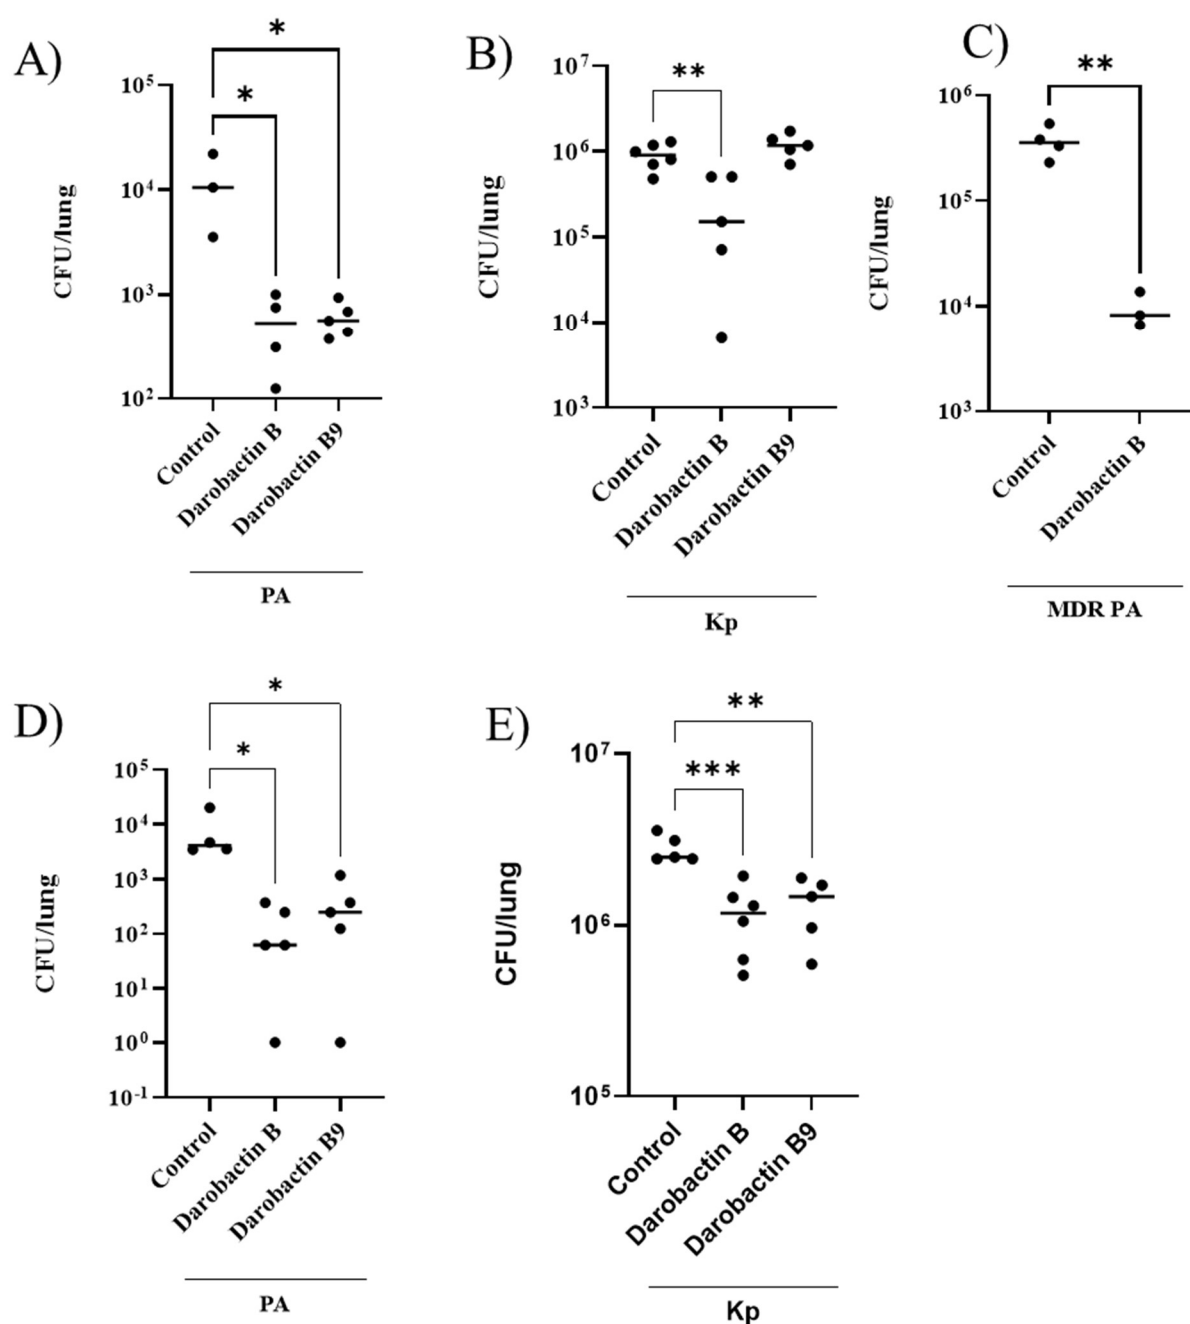 A)
*
*
10⁵
10⁴
10³
10²
CFU/lung
Control
Darobactin B
Darobactin B9
PA
B)
**
10⁷
10⁶
10⁵
10⁴
10³
CFU/lung
Control
Darobactin B
Darobactin B9
Kp
C)
**
10⁶
10⁵
10⁴
10³
CFU/lung
Control
Darobactin B
MDR PA
D)
*
*
10⁵
10⁴
10³
10²
10¹
10⁰
10⁻¹
CFU/lung
Control
Darobactin B
Darobactin B9
PA
E)
**
***
10⁷
10⁶
10⁵
CFU/lung
Control
Darobactin B
Darobactin B9
Kp